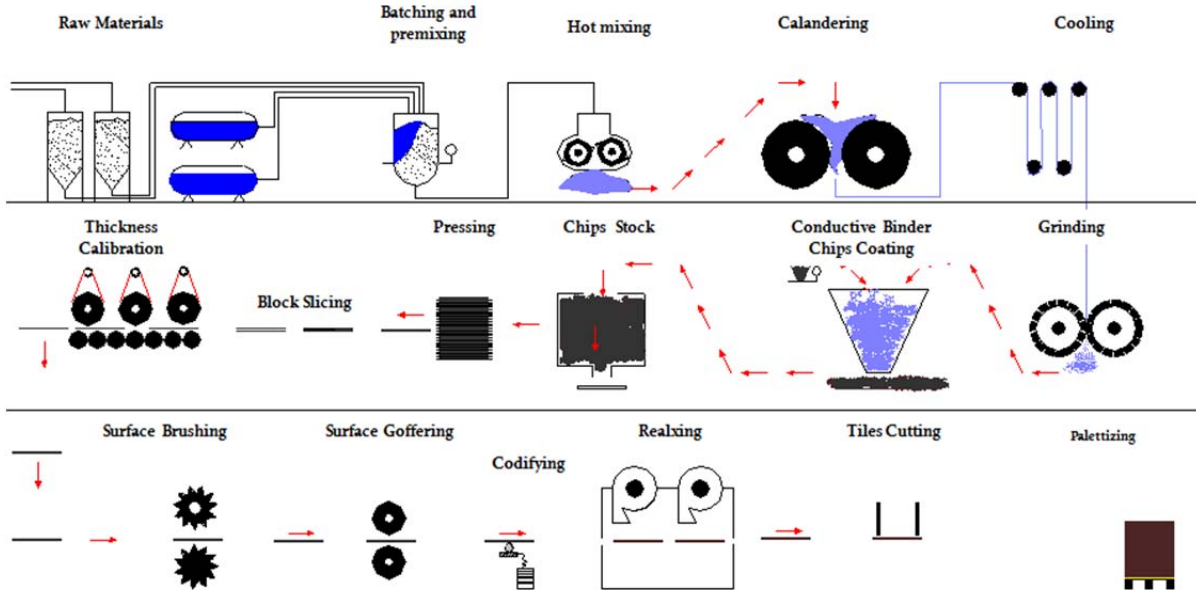 Raw Materials
Batching and
premixing
Hot mixing
Calandering
Cooling
Thickness
Calibration
Block Slicing
Pressing
Chips Stock
Conductive Binder
Chips Coating
Grinding
Surface Brushing
Surface Goffering
Codifying
Realxing
Tiles Cutting
Palettizing